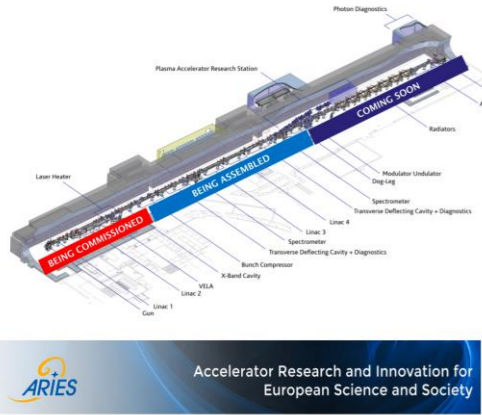 Photon Diagnostics
Plasma Accelerator Research Station
COMING SOON
Radiators
Laser Heater
BEING ASSEMBLED
Modulator Undulator
Dog-Leg
Spectrometer
Transverse Deflecting Cavity + Diagnostics
Linac 4
Linac 3
Spectrometer
Transverse Deflecting Cavity + Diagnostics
BEING COMMISSIONED
Bunch Compressor
X-Band Cavity
VELA
Linac 2
Linac 1
Gun
ARIES
Accelerator Research and Innovation for
European Science and Society